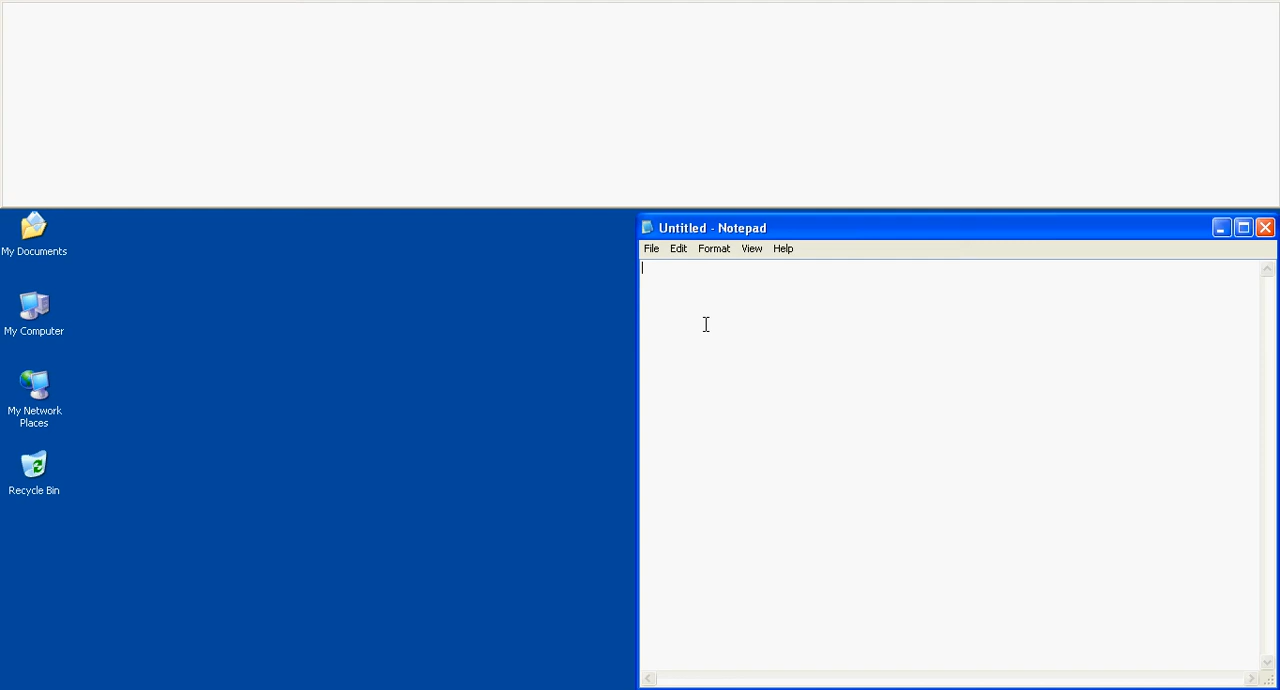 Untitled - Notepad
File Edit Format View Help
My Documents
My Computer
My Network
Places
Recycle Bin